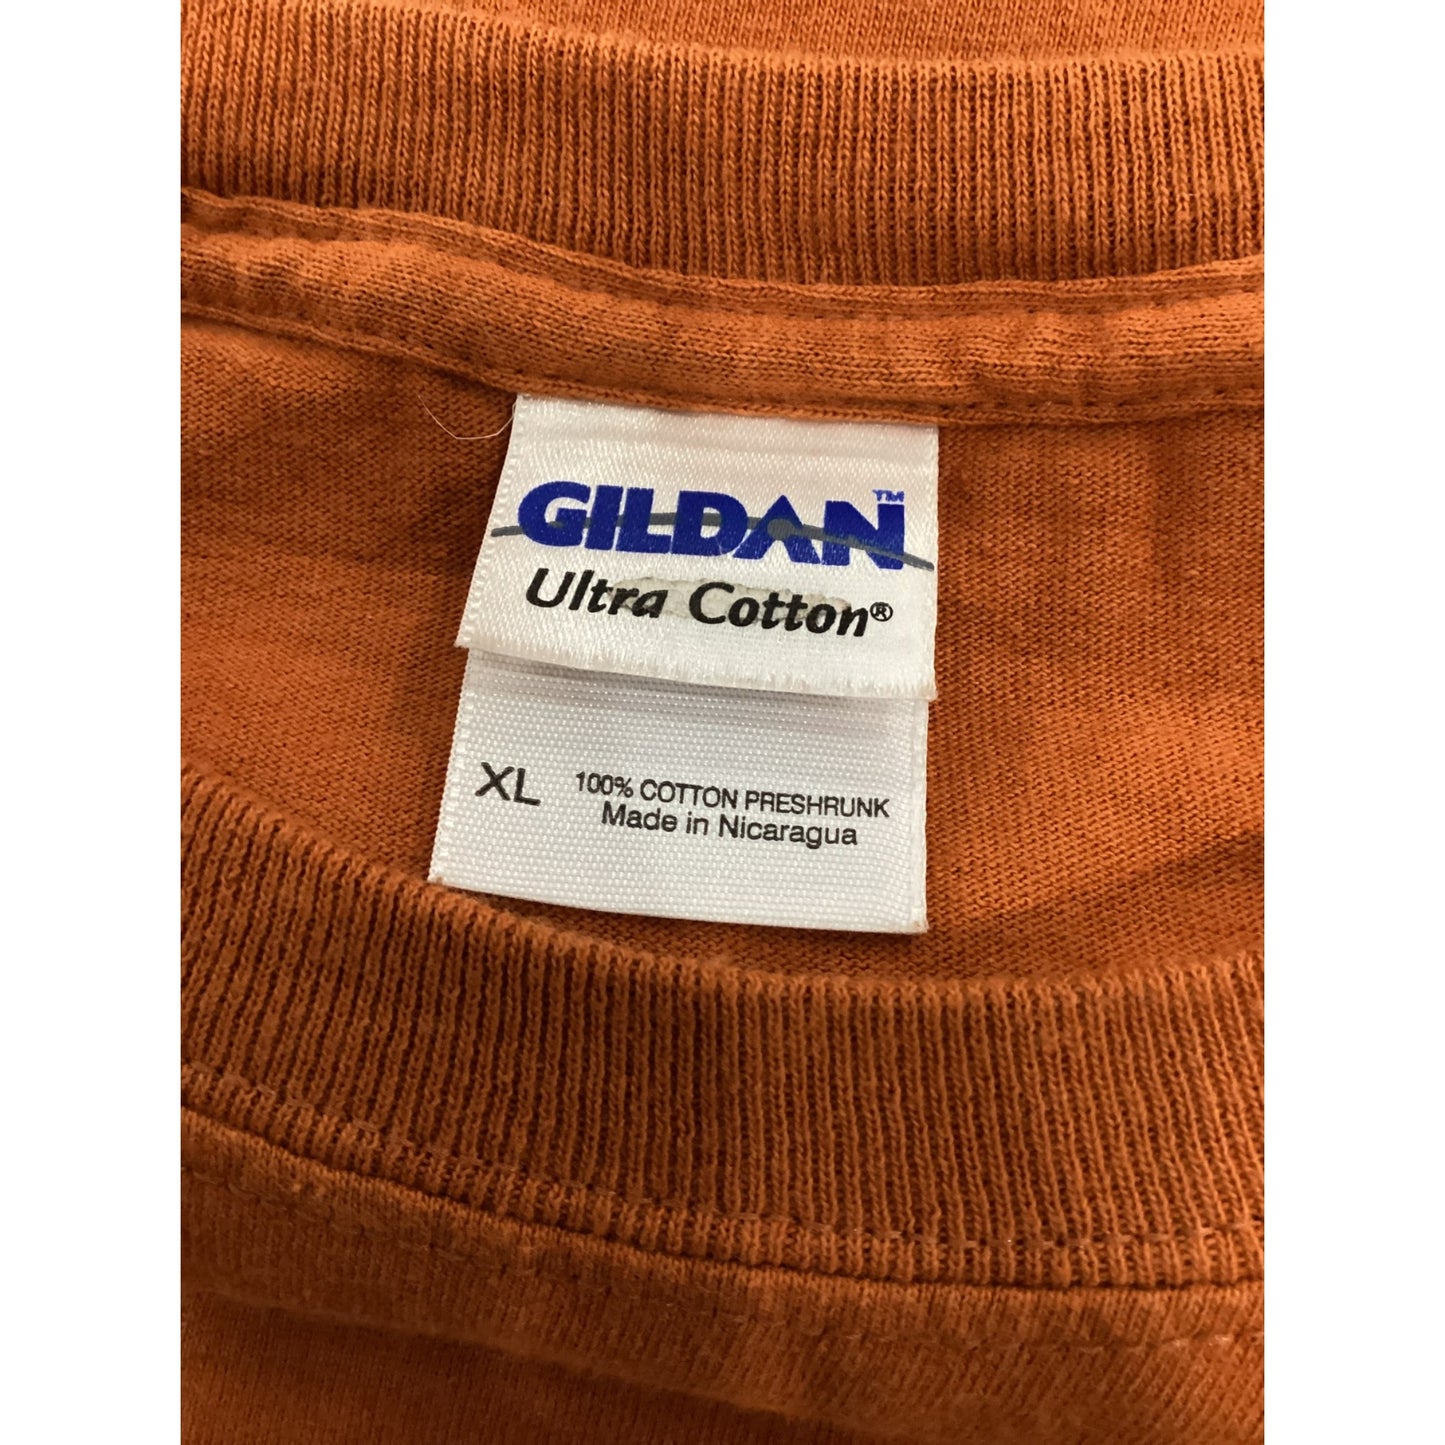 GILDAN™
Ultra Cotton®
XL 100% COTTON PRESHRUNK
Made in Nicaragua